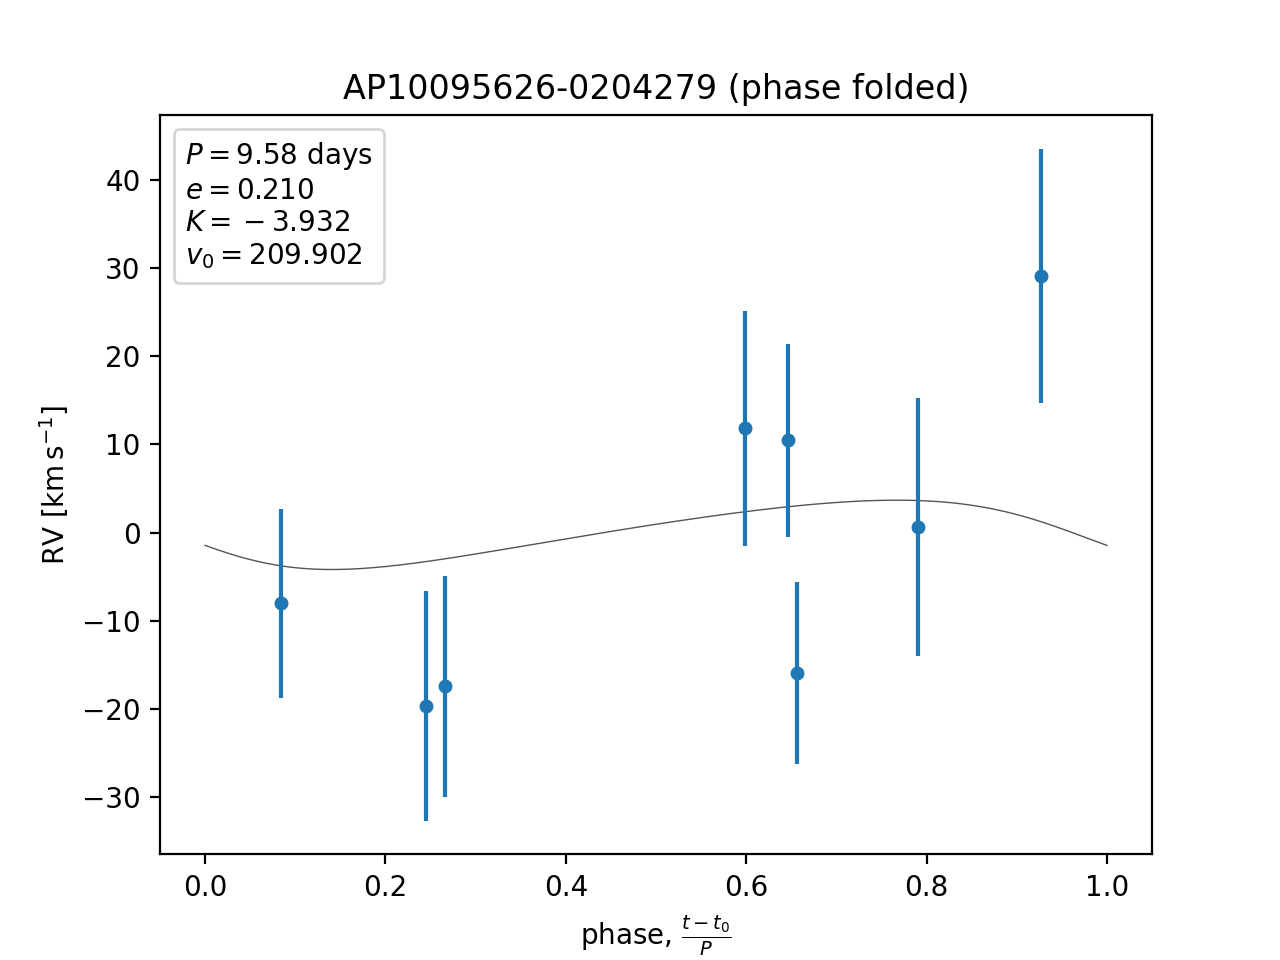 AP10095626-0204279 (phase folded)
P = 9.58 days
e = 0.210
K = −3.932
v₀ = 209.902
RV [km s⁻¹]
40
30
20
10
0
−10
−20
−30
0.0 0.2 0.4 0.6 0.8 1.0
phase, (t − t₀)/P